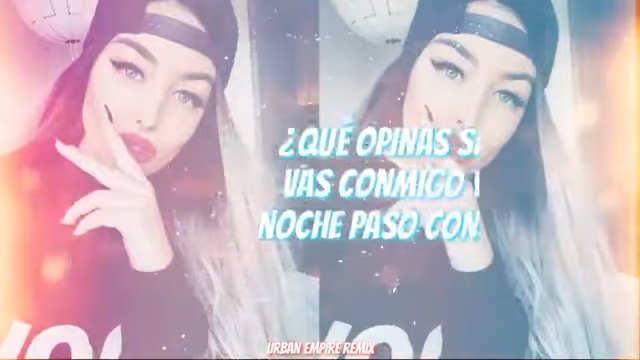 ¿QUÉ OPINAS SI
VAS CONMIGO
NOCHE PASO CON
URBAN EMPIRE REMIX